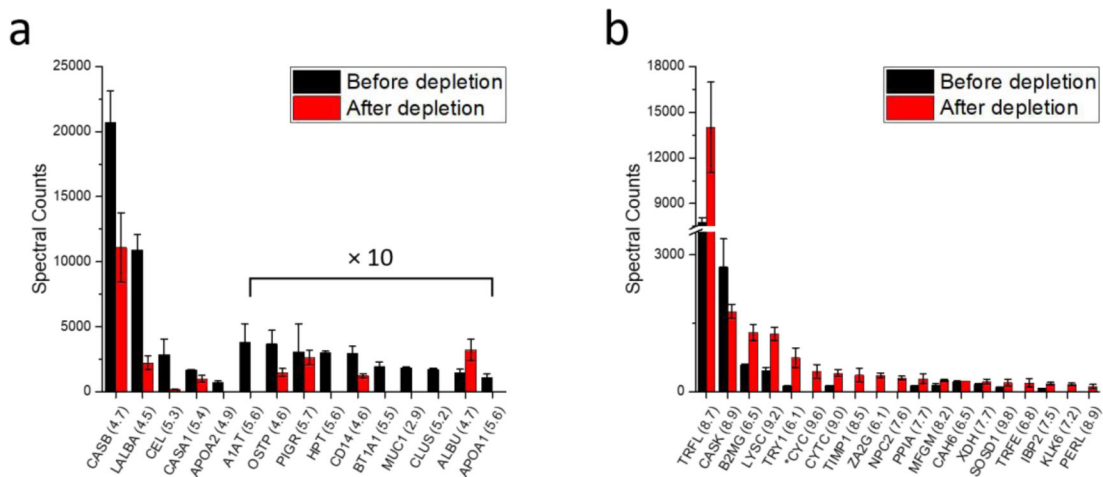 a
25000
20000
15000
10000
5000
0
Spectral Counts
Before depletion
After depletion
× 10
CASB (4.7)
LALBA (4.5)
CEL (5.3)
CASA1 (5.4)
APOA2 (4.9)
A1AT (5.6)
OSTP (4.6)
PIGR (5.7)
HPT (5.6)
CD14 (4.6)
BT1A1 (5.5)
MUC1 (2.9)
CLUS (5.2)
ALBU (4.7)
APOA1 (5.6)
b
18000
15000
12000
9000
3000
0
Spectral Counts
Before depletion
After depletion
TRFL (8.7)
CASK (8.9)
B2MG (6.5)
LYSC (9.2)
TRY1 (6.1)
*CYC (9.6)
CYTC (9.0)
TIMP1 (8.5)
ZA2G (6.1)
NPC2 (7.6)
PPIA (7.7)
MFGM (8.2)
CAH6 (6.5)
XDH (7.7)
SOSD1 (9.8)
TRFE (6.8)
IBP2 (7.5)
KLK6 (7.2)
PERL (8.9)